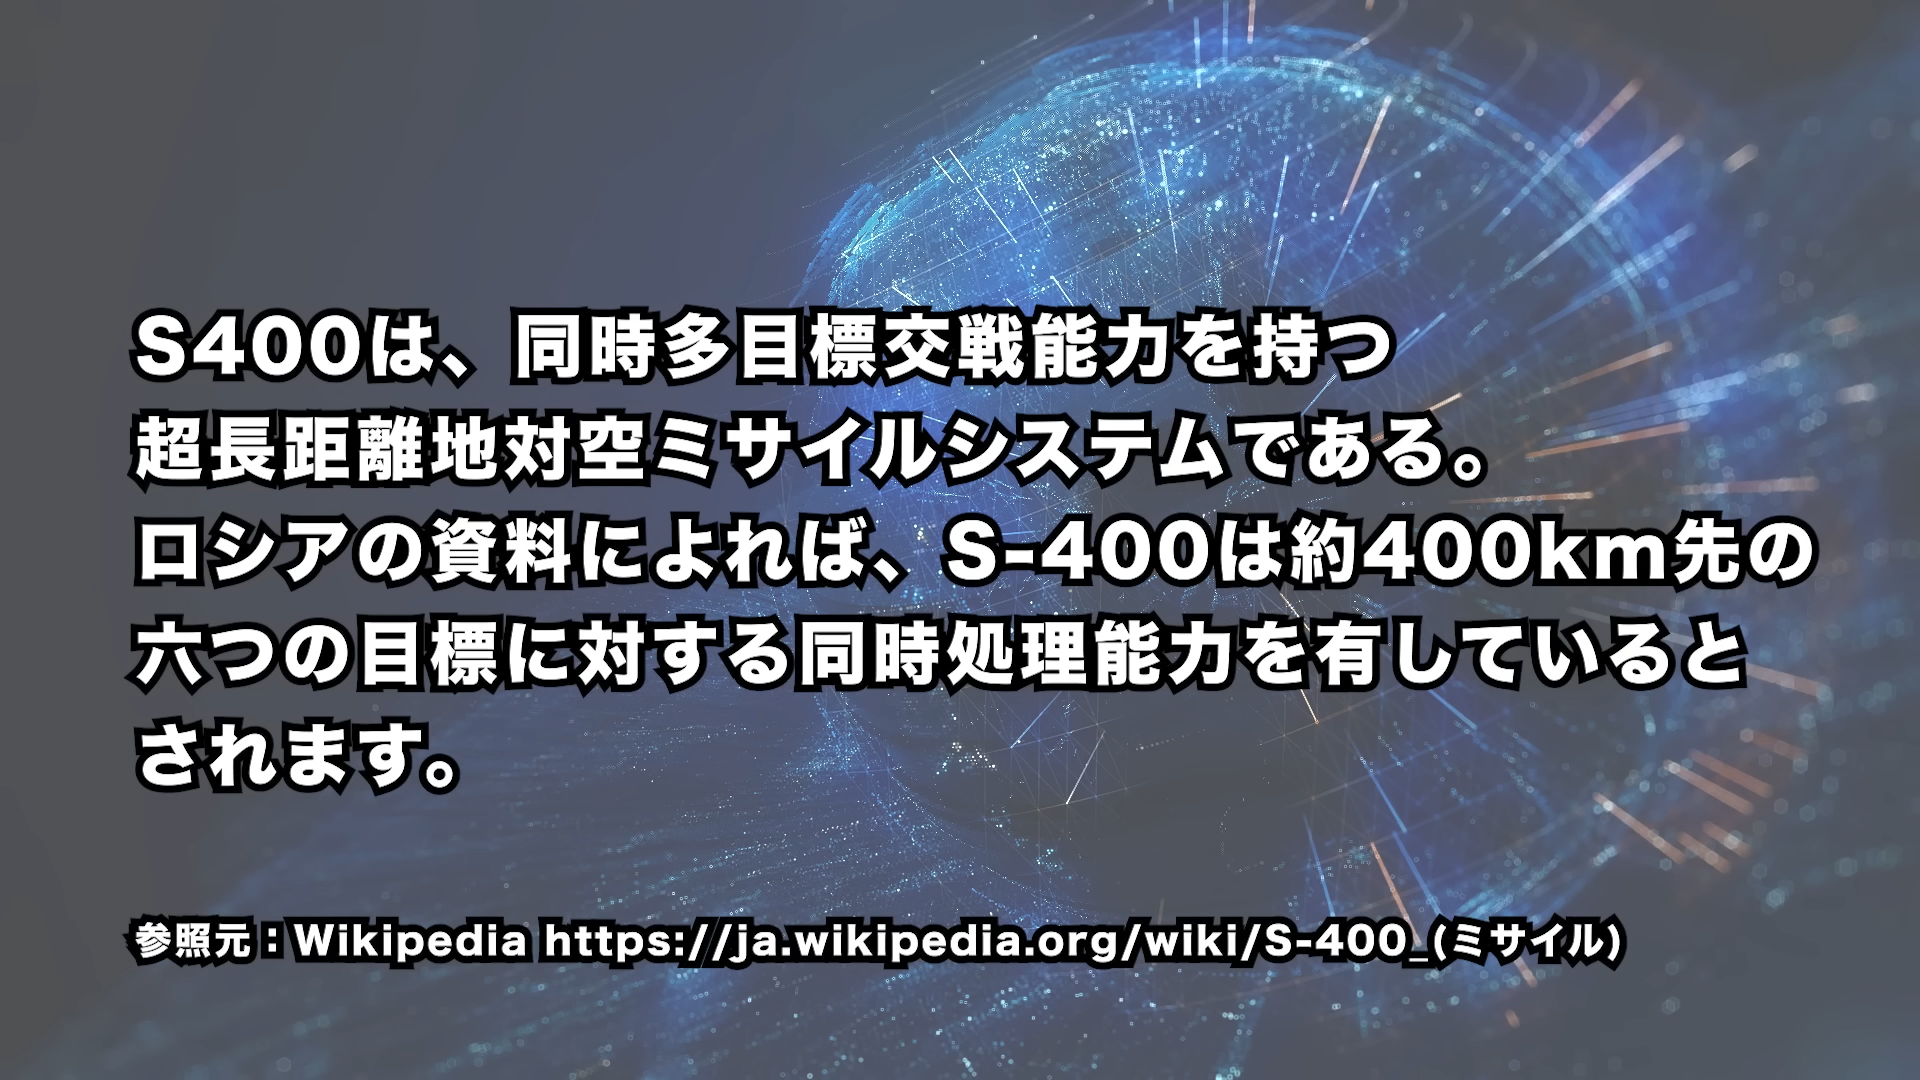 S400は、同時多目標交戦能力を持つ
超長距離地対空ミサイルシステムである。
ロシアの資料によれば、S-400は約400km先の
六つの目標に対する同時処理能力を有していると
されます。
参照元：Wikipedia https://ja.wikipedia.org/wiki/S-400_(ミサイル)